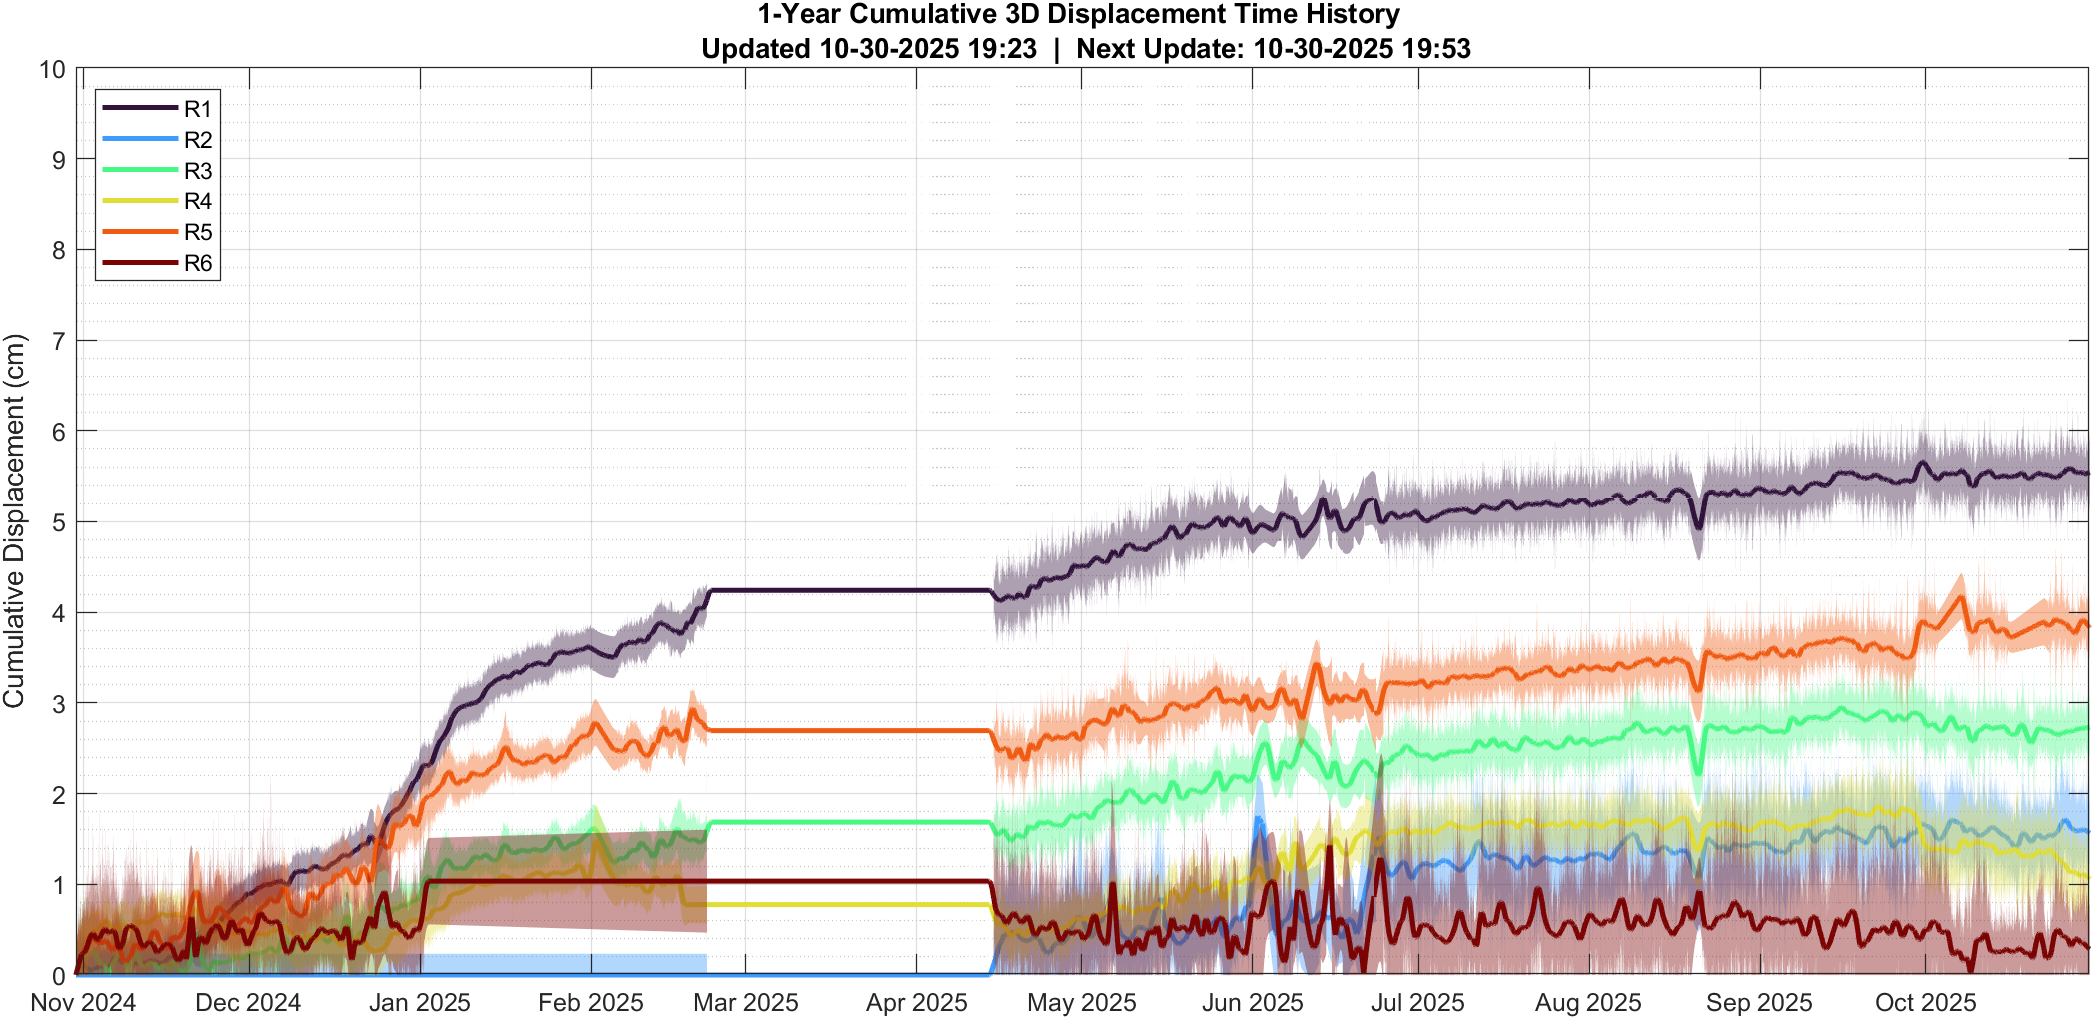 1-Year Cumulative 3D Displacement Time History
Updated 10-30-2025 19:23 | Next Update: 10-30-2025 19:53
Cumulative Displacement (cm)
10
9
8
7
6
5
4
3
2
1
0
R1
R2
R3
R4
R5
R6
Nov 2024 Dec 2024 Jan 2025 Feb 2025 Mar 2025 Apr 2025 May 2025 Jun 2025 Jul 2025 Aug 2025 Sep 2025 Oct 2025